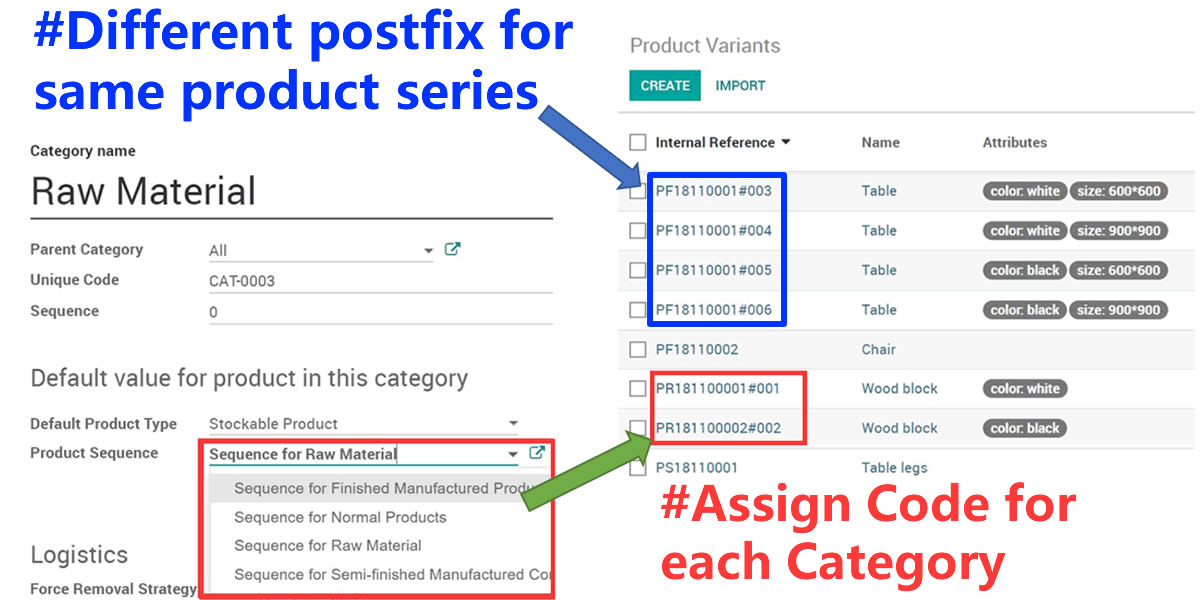 #Different postfix for
same product series
Category name
Raw Material
Parent Category All
Unique Code CAT-0003
Sequence 0
Default value for product in this category
Default Product Type Stockable Product
Product Sequence Sequence for Raw Material
Sequence for Finished Manufactured
Sequence for Normal Products
Sequence for Raw Material
Sequence for Semi-finished Manufactured
Logistics
Force Removal Strategy
Product Variants
CREATE IMPORT
Internal Reference Name Attributes
PF18110001#003 Table color: white size: 600*600
PF18110001#004 Table color: white size: 900*900
PF18110001#005 Table color: black size: 600*600
PF18110001#006 Table color: black size: 900*900
PF18110002 Chair
PR181100001#001 Wood block color: white
PR181100002#002 Wood block color: black
PS18110001 Table legs
#Assign Code for
each Category